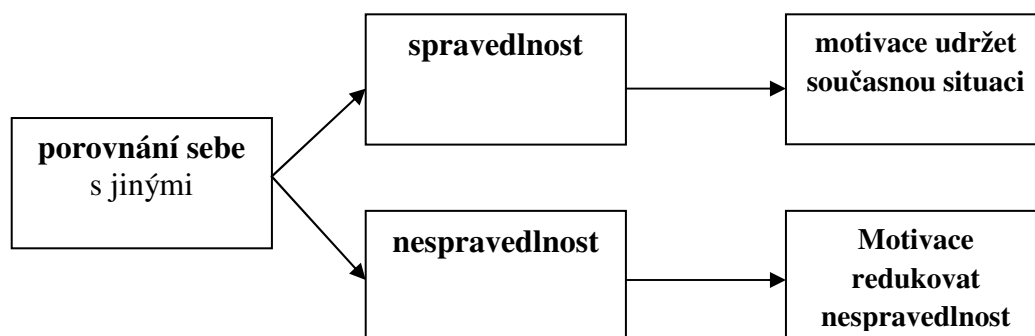 porovnání sebe
s jinými
spravedlnost
motivace udržet
současnou situaci
nespravedlnost
Motivace
redukovat
nespravedlnost